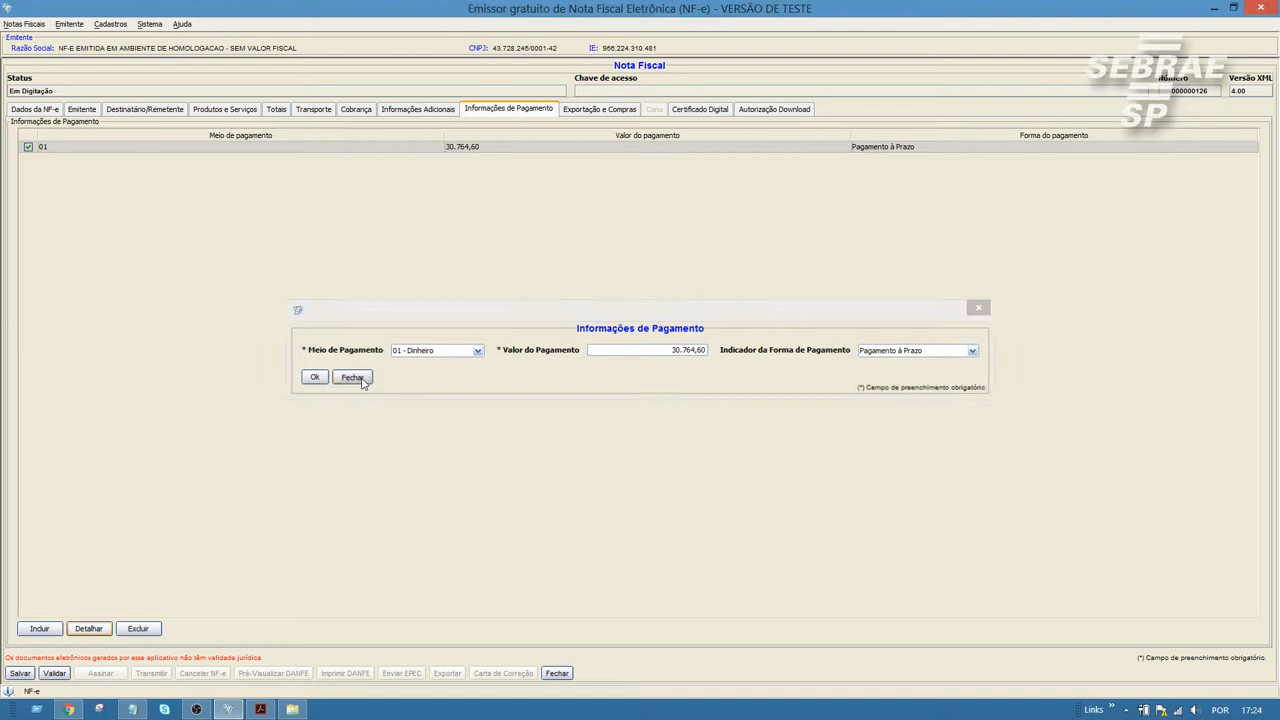 Emissor gratuito de Nota Fiscal Eletrônica (NF-e) - VERSÃO DE TESTE
Notas Fiscais Emitente Cadastros Sistema Ajuda
Emitente
Razão Social: NF-E EMITIDA EM AMBIENTE DE HOMOLOGACAO - SEM VALOR FISCAL CNPJ: 43.728.245/0001-42 IE: 956.224.310.481
Nota Fiscal
Status Chave de acesso Número Versão XML
Em Digitação 000000126 4.00
SEBRAE
SP
Dados da NF-e Emitente Destinatário/Remetente Produtos e Serviços Totais Transporte Cobrança Informações Adicionais Informações de Pagamento Exportação e Compras Cana Certificado Digital Autorização Download
Informações de Pagamento
Meio de pagamento Valor do pagamento Forma do pagamento
01 30.764,60 Pagamento à Prazo
Informações de Pagamento
* Meio de Pagamento 01 - Dinheiro * Valor do Pagamento 30.764,60 Indicador da Forma de Pagamento Pagamento à Prazo
Ok Fechar
(*) Campo de preenchimento obrigatório
Incluir Detalhar Excluir
Os documentos eletrônicos gerados por esse aplicativo não têm validade jurídica (*) Campo de preenchimento obrigatório.
Salvar Validar Assinar Transmitir Cancelar NF-e Pré-Visualizar DANFE Imprimir DANFE Enviar EPEC Exportar Carta de Correção Fechar
NF-e
Links POR 17:24